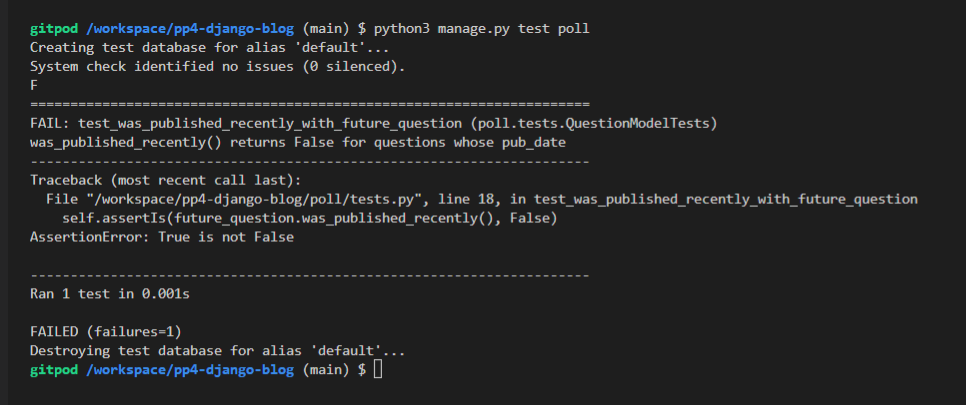 gitpod /workspace/pp4-django-blog (main) $ python3 manage.py test poll
Creating test database for alias 'default'...
System check identified no issues (0 silenced).
F
======================================================================
FAIL: test_was_published_recently_with_future_question (poll.tests.QuestionModelTests)
was_published_recently() returns False for questions whose pub_date
----------------------------------------------------------------------
Traceback (most recent call last):
  File "/workspace/pp4-django-blog/poll/tests.py", line 18, in test_was_published_recently_with_future_question
    self.assertIs(future_question.was_published_recently(), False)
AssertionError: True is not False
----------------------------------------------------------------------
Ran 1 test in 0.001s
FAILED (failures=1)
Destroying test database for alias 'default'...
gitpod /workspace/pp4-django-blog (main) $